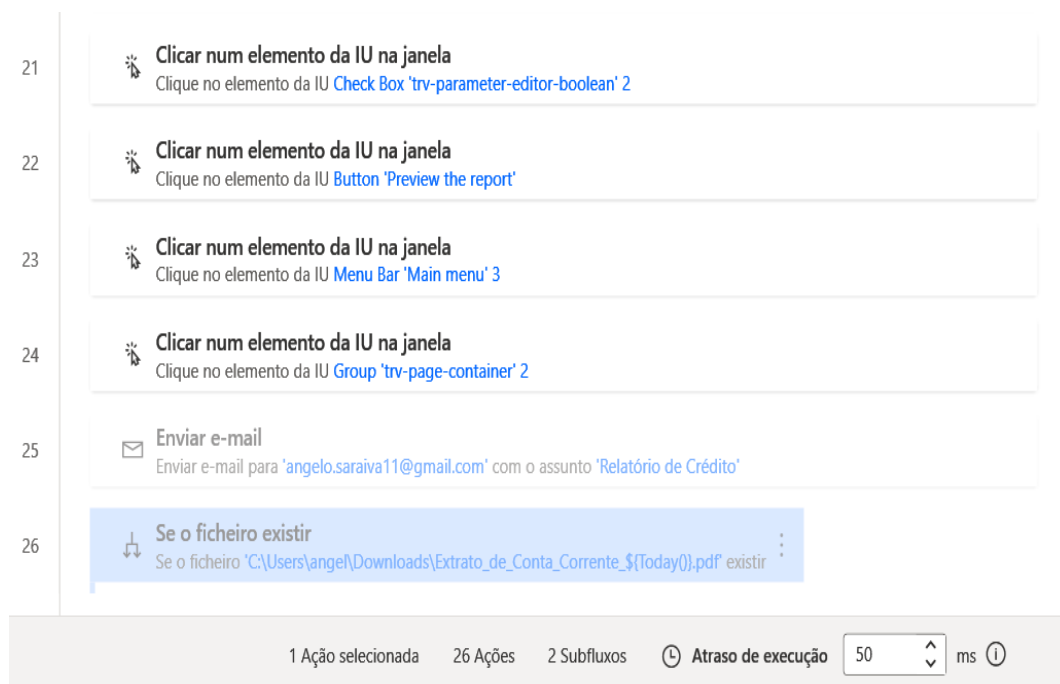 21
Clicar num elemento da IU na janela
Clique no elemento da IU Check Box 'trv-parameter-editor-boolean' 2
22
Clicar num elemento da IU na janela
Clique no elemento da IU Button 'Preview the report'
23
Clicar num elemento da IU na janela
Clique no elemento da IU Menu Bar 'Main menu' 3
24
Clicar num elemento da IU na janela
Clique no elemento da IU Group 'trv-page-container' 2
25
Enviar e-mail
Enviar e-mail para 'angelo.saraiva11@gmail.com' com o assunto 'Relatório de Crédito'
26
Se o ficheiro existir
Se o ficheiro 'C:\Users\angel\Downloads\Extrato_de_Conta_Corrente_${Today()}.pdf' existir
1 Ação selecionada 26 Ações 2 Subfluxos Atraso de execução 50 ms